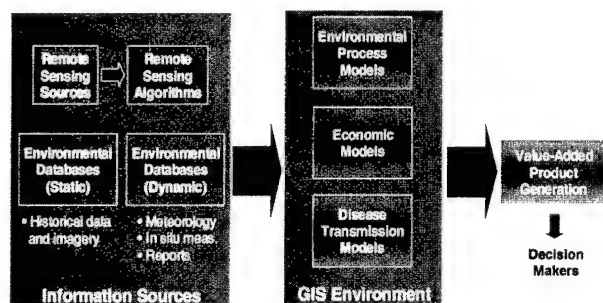 Remote
Sensing
Sources
Remote
Sensing
Algorithms
Environmental
Databases
(Static)
Environmental
Databases
(Dynamic)
• Historical data
and imagery
• Meteorology
• In situ meas.
• Reports
Information Sources
Environmental
Process
Models
Economic
Models
Disease
Transmission
Models
GIS Environment
Value-Added
Product
Generation
Decision
Makers